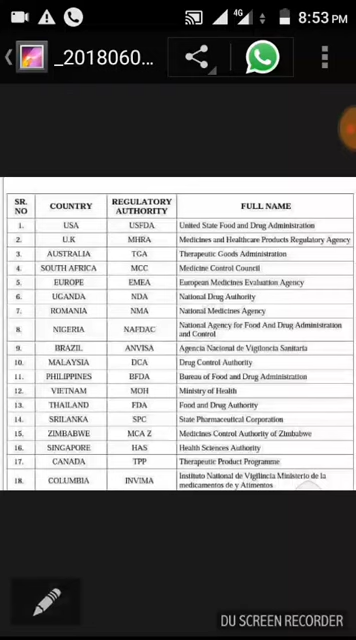 4G 8:53 PM
_2018060...
SR. NO COUNTRY REGULATORY AUTHORITY FULL NAME
1. USA USFDA United State Food and Drug Administration
2. U.K MHRA Medicines and Healthcare Products Regulatory Agency
3. AUSTRALIA TGA Therapeutic Goods Administration
4. SOUTH AFRICA MCC Medicine Control Council
5. EUROPE EMEA European Medicines Evaluation Agency
6. UGANDA NDA National Drug Authority
7. ROMANIA NMA National Medicines Agency
8. NIGERIA NAFDAC National Agency for Food And Drug Administration
and Control
9. BRAZIL ANVISA Agencia Nacional de Vigiloncia Sanitaria
10. MALAYSIA DCA Drug Control Authority
11. PHILIPPINES BFDA Bureau of Food and Drug Administration
12. VIETNAM MOH Ministry of Health
13. THAILAND FDA Food and Drug Authority
14. SRILANKA SPC State Pharmaceutical Corporation
15. ZIMBABWE MCA Z Medicines Control Authority of Zimbabwe
16. SINGAPORE HAS Health Sciences Authority
17. CANADA TPP Therapeutic Product Programme
18. COLUMBIA INVIMA Instituto National de Vigilincia Ministerio de la
medicamentos de y Atimentos
DU SCREEN RECORDER